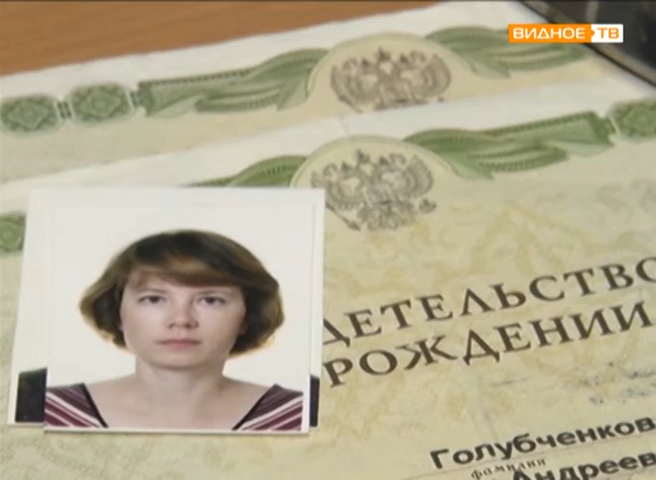 ВИДНОЕ ТВ
ДЕТЕЛЬСТВО
РОЖДЕНИИ
Голубченков
фамилия
Андреев